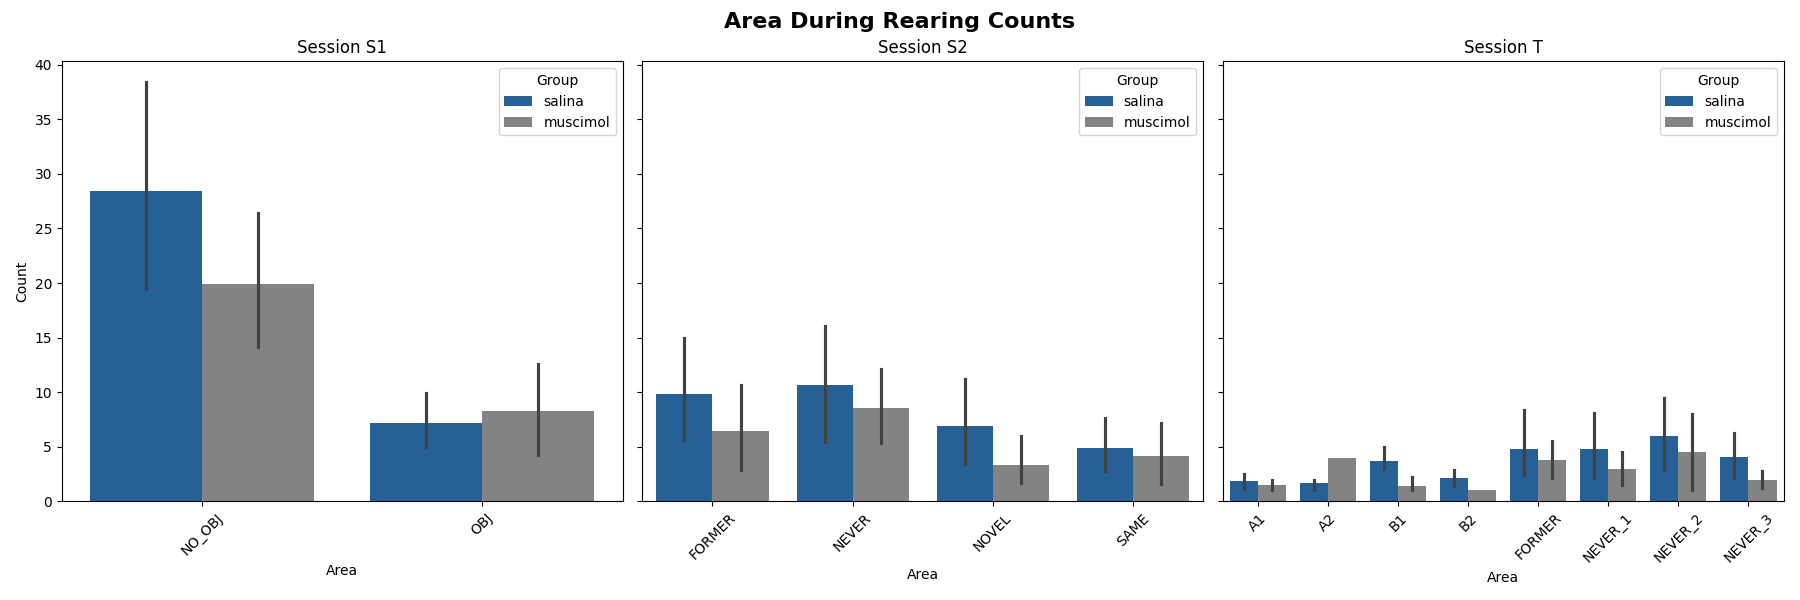 Area During Rearing Counts
Session S1
Session S2
Session T
Count
40
35
30
25
20
15
10
5
0
Group
salina
muscimol
NO_OBJ
OBJ
Area
Group
salina
muscimol
FORMER
NEVER
NOVEL
SAME
Area
Group
salina
muscimol
A1
A2
B1
B2
FORMER
NEVER_1
NEVER_2
NEVER_3
Area